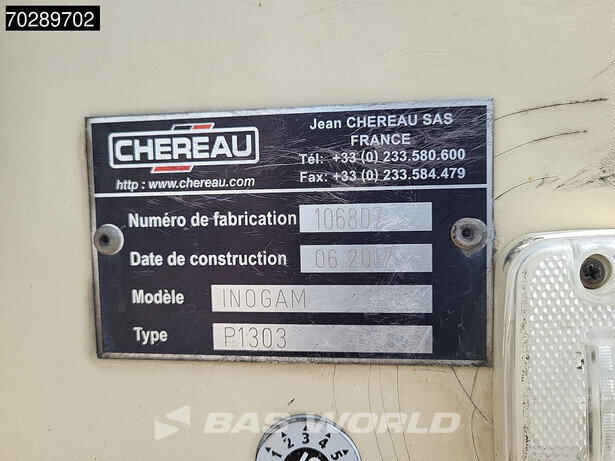 70289702
CHEREAU
Jean CHEREAU SAS
FRANCE
Tél: +33 (0) 233.580.600
Fax: +33 (0) 233.584.479
http : www.chereau.com
Numéro de fabrication 106807
Date de construction 06 2017
Modèle INOGAM
Type P1303
BAS WORLD
1 2 3 4 5